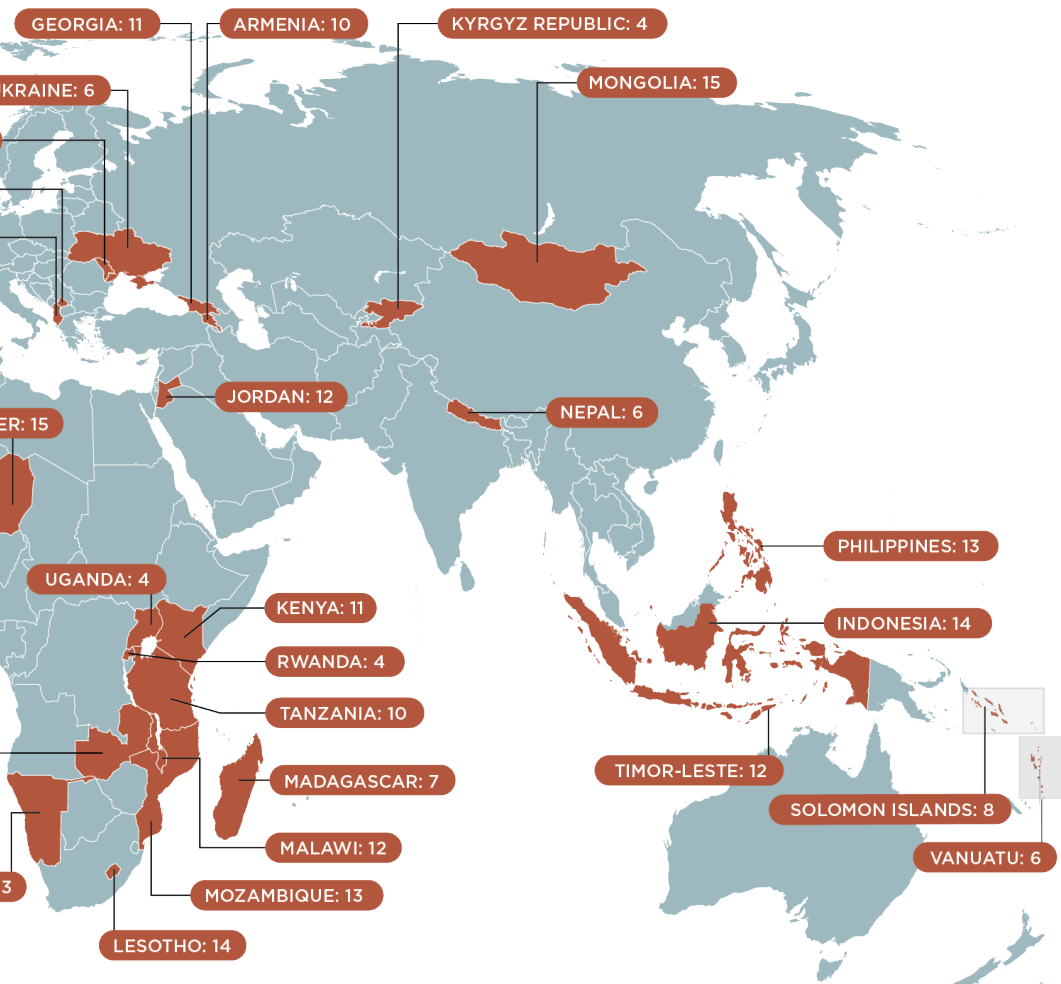 GEORGIA: 11
ARMENIA: 10
KYRGYZ REPUBLIC: 4
MONGOLIA: 15
KRAINE: 6
JORDAN: 12
NEPAL: 6
ER: 15
PHILIPPINES: 13
UGANDA: 4
KENYA: 11
INDONESIA: 14
RWANDA: 4
TANZANIA: 10
TIMOR-LESTE: 12
MADAGASCAR: 7
SOLOMON ISLANDS: 8
MALAWI: 12
VANUATU: 6
3
MOZAMBIQUE: 13
LESOTHO: 14